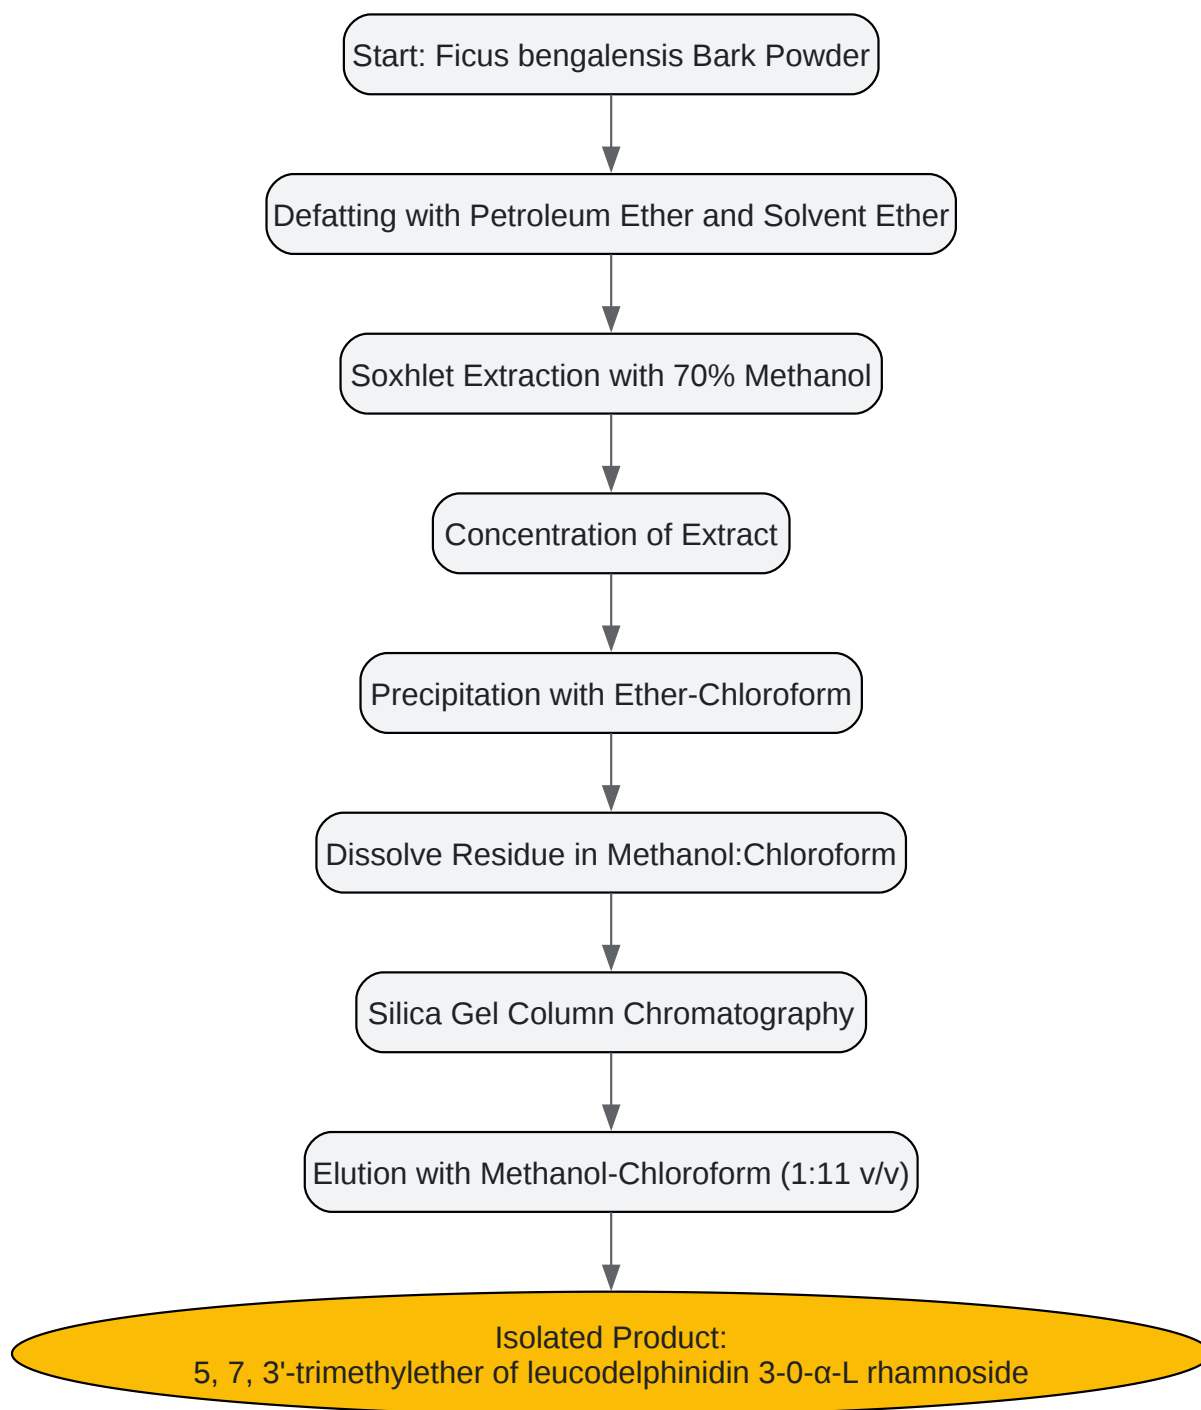 Start: Ficus bengalensis Bark Powder
Defatting with Petroleum Ether and Solvent Ether
Soxhlet Extraction with 70% Methanol
Concentration of Extract
Precipitation with Ether-Chloroform
Dissolve Residue in Methanol:Chloroform
Silica Gel Column Chromatography
Elution with Methanol-Chloroform (1:11 v/v)
Isolated Product:
5, 7, 3'-trimethylether of leucodelphinidin 3-0-α-L rhamnoside